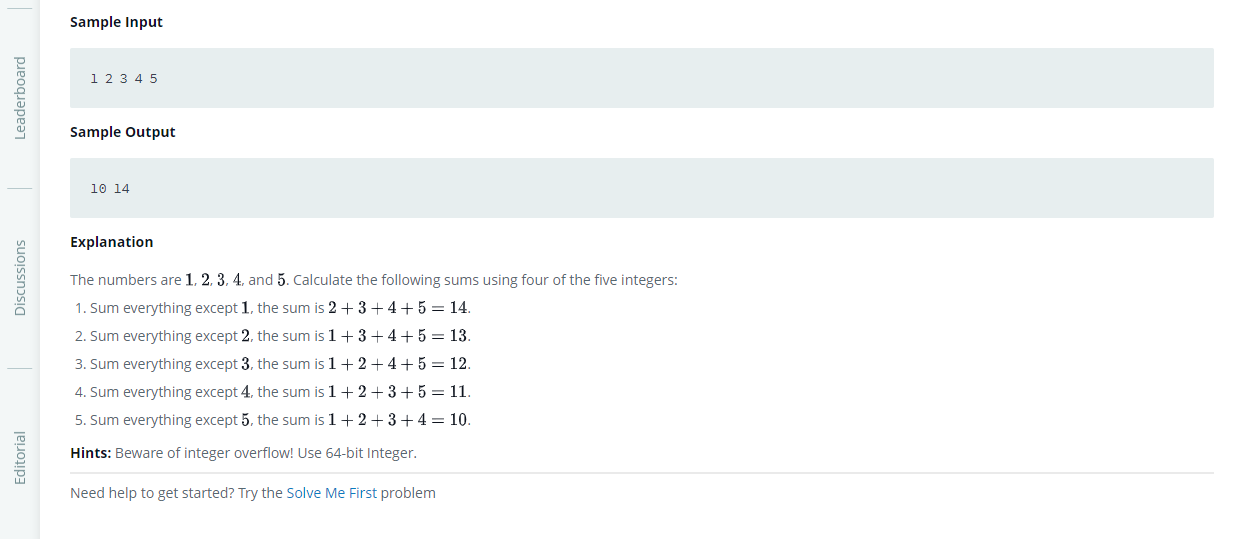 Leaderboard
Discussions
Editorial
Sample Input
1 2 3 4 5
Sample Output
10 14
Explanation
The numbers are 1, 2, 3, 4, and 5. Calculate the following sums using four of the five integers:
1. Sum everything except 1, the sum is 2 + 3 + 4 + 5 = 14.
2. Sum everything except 2, the sum is 1 + 3 + 4 + 5 = 13.
3. Sum everything except 3, the sum is 1 + 2 + 4 + 5 = 12.
4. Sum everything except 4, the sum is 1 + 2 + 3 + 5 = 11.
5. Sum everything except 5, the sum is 1 + 2 + 3 + 4 = 10.
Hints: Beware of integer overflow! Use 64-bit Integer.
Need help to get started? Try the Solve Me First problem